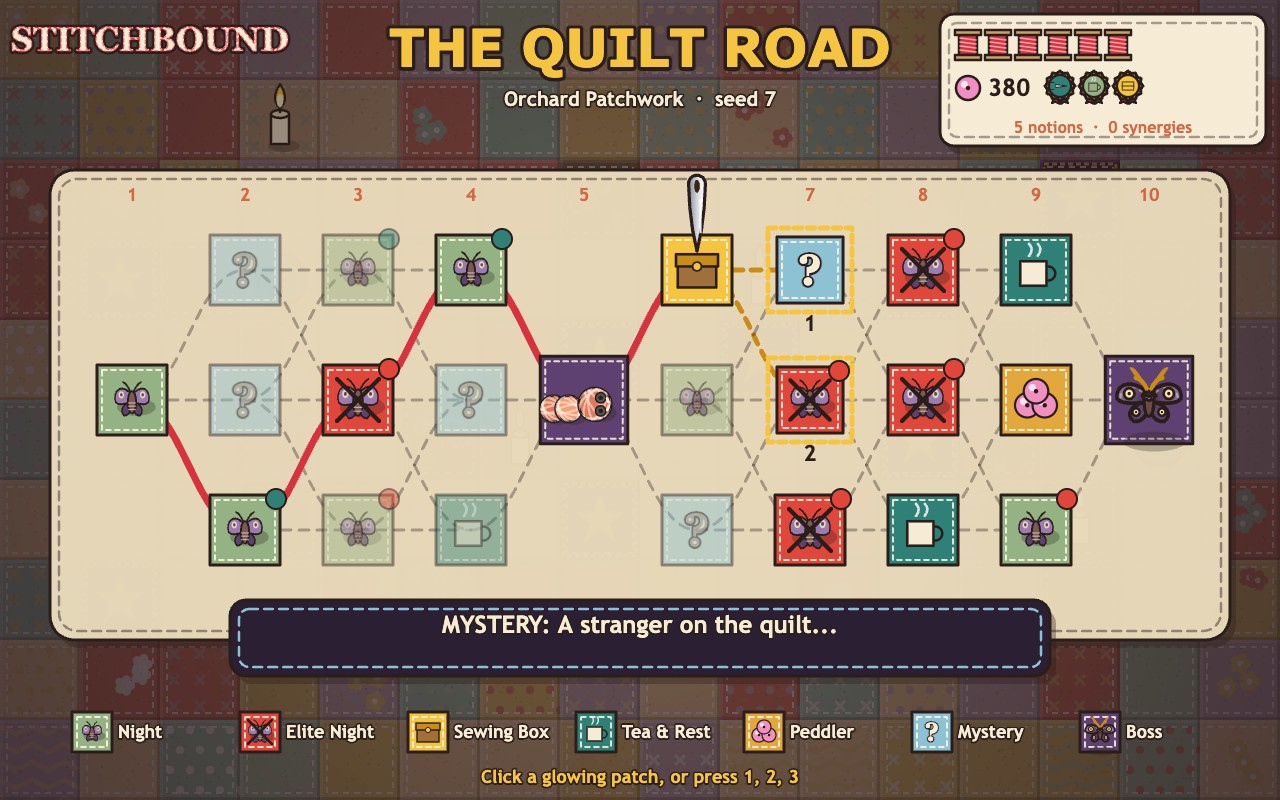 STITCHBOUND
THE QUILT ROAD
Orchard Patchwork · seed 7
380
5 notions · 0 synergies
1 2 3 4 5 7 8 9 10
?
?
1
?
?
?
2
MYSTERY: A stranger on the quilt...
Night
Elite Night
Sewing Box
Tea & Rest
Peddler
? Mystery
Boss
Click a glowing patch, or press 1, 2, 3